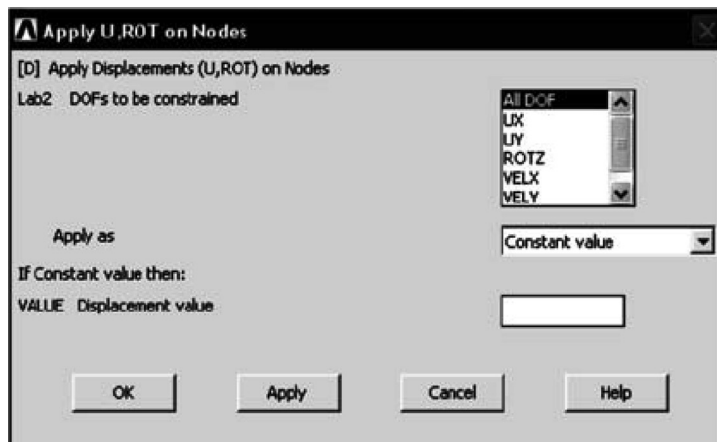 Apply U,ROT on Nodes
[D] Apply Displacements (U,ROT) on Nodes
Lab2 DOFs to be constrained
All DOF
UX
UY
ROTZ
VELX
VELY
Apply as
Constant value
If Constant value then:
VALUE Displacement value
OK Apply Cancel Help